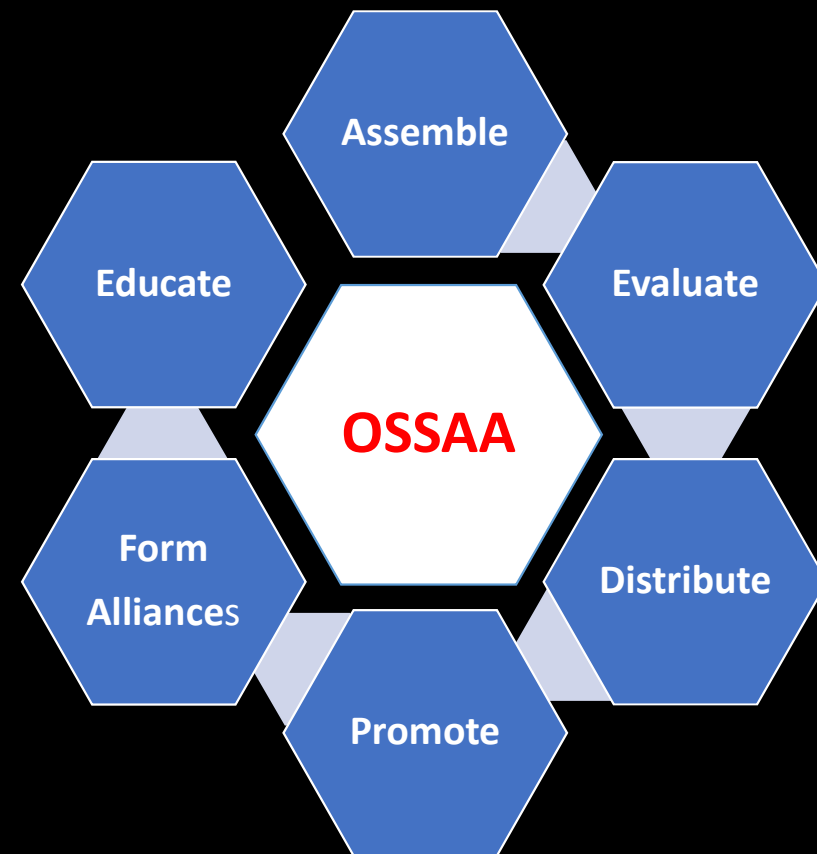 Assemble
Evaluate
Distribute
Promote
Form
Alliances
Educate
OSSAA